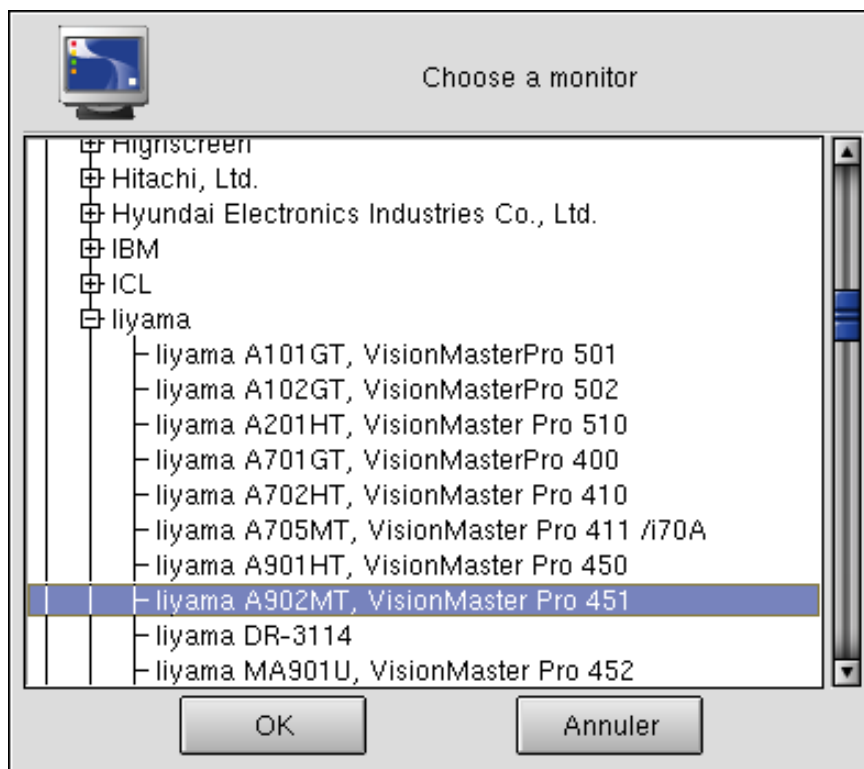 Choose a monitor
Highscreen
Hitachi, Ltd.
Hyundai Electronics Industries Co., Ltd.
IBM
ICL
Iiyama
Iiyama A101GT, VisionMasterPro 501
Iiyama A102GT, VisionMasterPro 502
Iiyama A201HT, VisionMaster Pro 510
Iiyama A701GT, VisionMasterPro 400
Iiyama A702HT, VisionMaster Pro 410
Iiyama A705MT, VisionMaster Pro 411 /i70A
Iiyama A901HT, VisionMaster Pro 450
Iiyama A902MT, VisionMaster Pro 451
Iiyama DR-3114
Iiyama MA901U, VisionMaster Pro 452
OK
Annuler